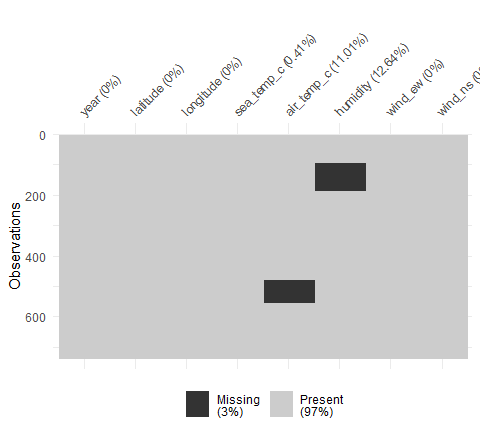 year (0%)
latitude (0%)
longitude (0%)
sea_temp_c (0.41%)
air_temp_c (11.01%)
humidity (12.64%)
wind_ew (0%)
wind_ns (0
0
200
400
600
Observations
Missing
(3%)
Present
(97%)